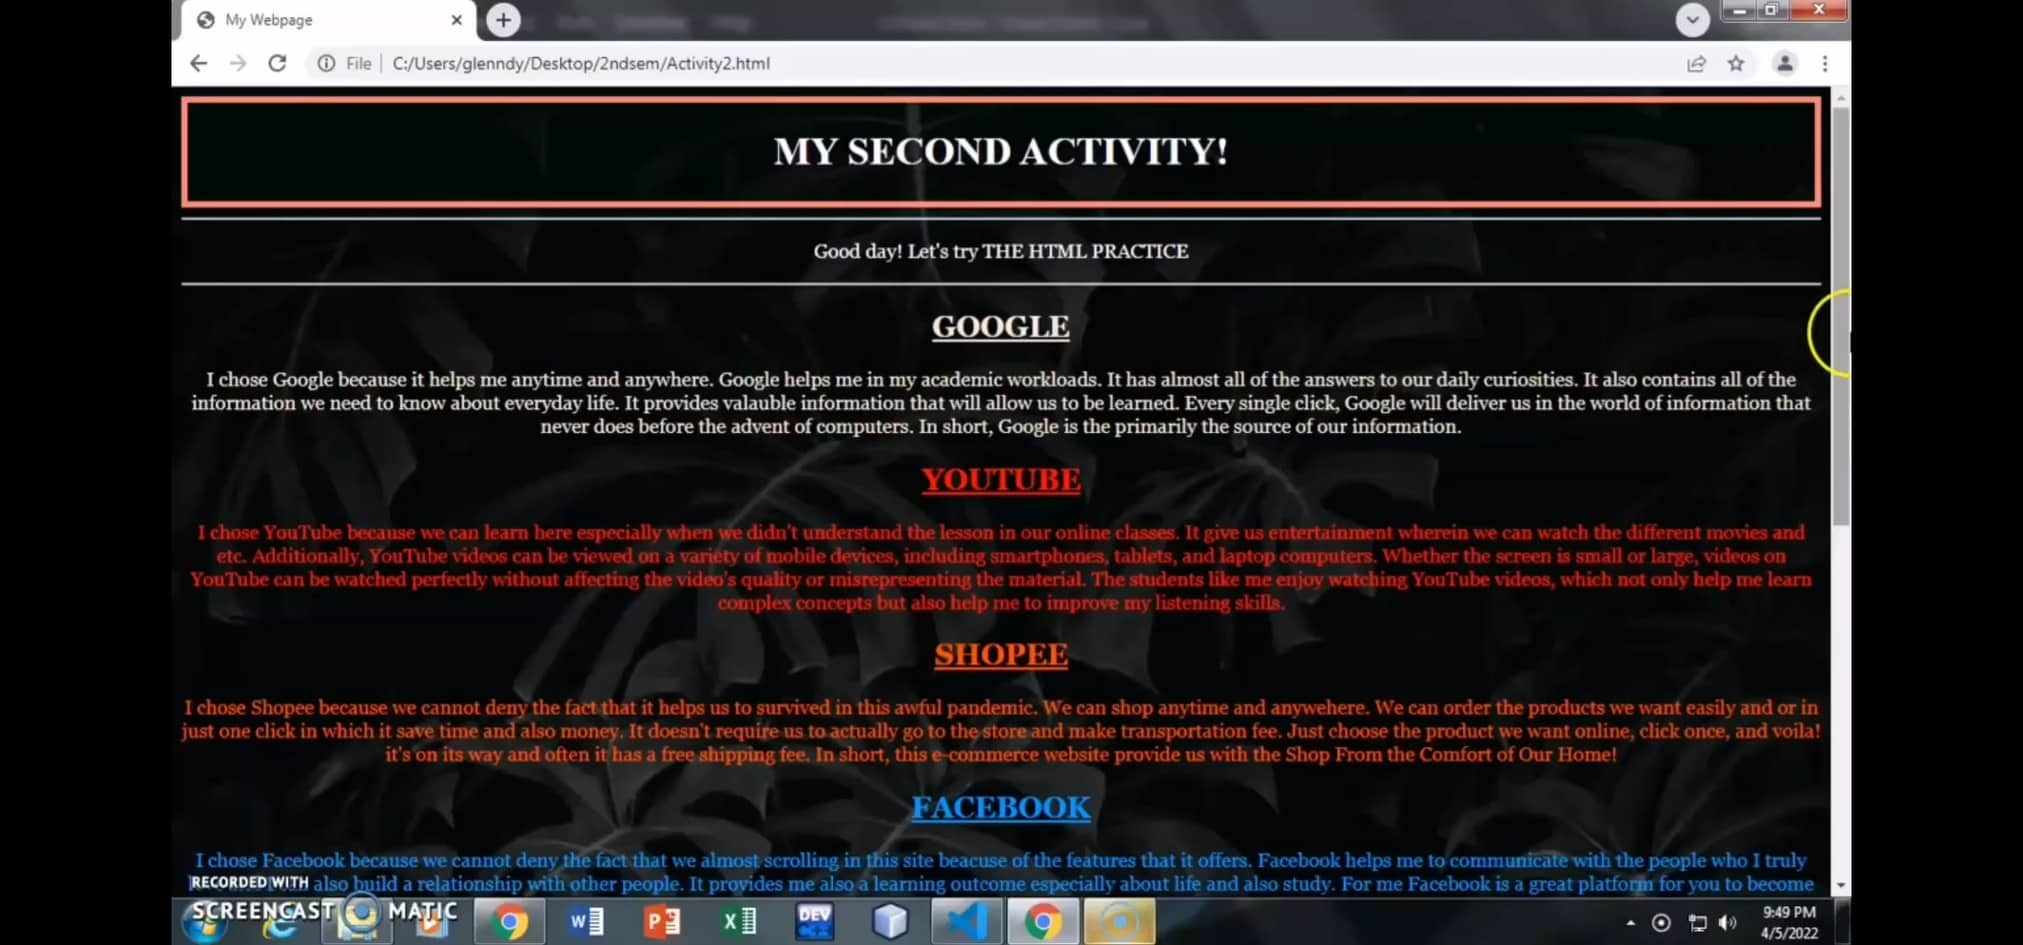 My Webpage
File C:/Users/glenndy/Desktop/2ndsem/Activity2.html
MY SECOND ACTIVITY!
Good day! Let's try THE HTML PRACTICE
GOOGLE
I chose Google because it helps me anytime and anywhere. Google helps me in my academic workloads. It has almost all of the answers to our daily curiosities. It also contains all of the
information we need to know about everyday life. It provides valauble information that will allow us to be learned. Every single click, Google will deliver us in the world of information that
never does before the advent of computers. In short, Google is the primarily the source of our information.
YOUTUBE
I chose YouTube because we can learn here especially when we didn't understand the lesson in our online classes. It give us entertainment wherein we can watch the different movies and
etc. Additionally, YouTube videos can be viewed on a variety of mobile devices, including smartphones, tablets, and laptop computers. Whether the screen is small or large, videos on
YouTube can be watched perfectly without affecting the video's quality or misrepresenting the material. The students like me enjoy watching YouTube videos, which not only help me learn
complex concepts but also help me to improve my listening skills.
SHOPEE
I chose Shopee because we cannot deny the fact that it helps us to survived in this awful pandemic. We can shop anytime and anywehere. We can order the products we want easily and or in
just one click in which it save time and also money. It doesn't require us to actually go to the store and make transportation fee. Just choose the product we want online, click once, and voila!
it's on its way and often it has a free shipping fee. In short, this e-commerce website provide us with the Shop From the Comfort of Our Home!
FACEBOOK
I chose Facebook because we cannot deny the fact that we almost scrolling in this site beacuse of the features that it offers. Facebook helps me to communicate with the people who I truly
also build a relationship with other people. It provides me also a learning outcome especially about life and also study. For me Facebook is a great platform for you to become
RECORDED WITH
SCREENCAST MATIC
DEV
9:49 PM
4/5/2022